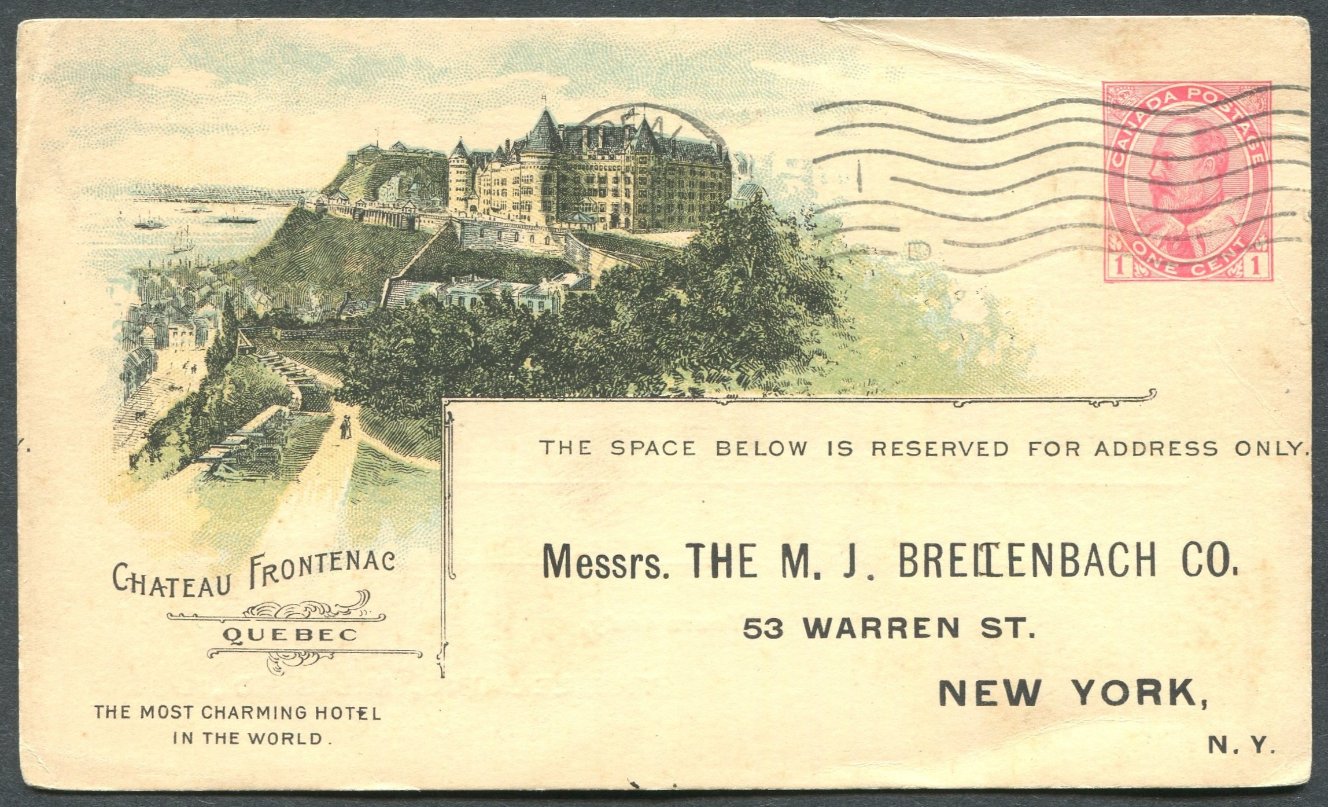 CANADA POSTAGE
ONE CENT
1 1
D
THE SPACE BELOW IS RESERVED FOR ADDRESS ONLY.
Messrs. THE M. J. BREITENBACH CO.
53 WARREN ST.
NEW YORK,
N. Y.
CHATEAU FRONTENAC
QUEBEC
THE MOST CHARMING HOTEL
IN THE WORLD.